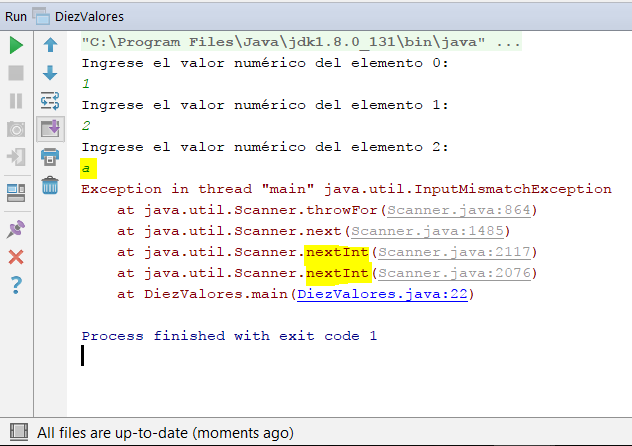 Run DiezValores
"C:\Program Files\Java\jdk1.8.0_131\bin\java" ...
Ingrese el valor numérico del elemento 0:
1
Ingrese el valor numérico del elemento 1:
2
Ingrese el valor numérico del elemento 2:
a
Exception in thread "main" java.util.InputMismatchException
at java.util.Scanner.throwFor(Scanner.java:864)
at java.util.Scanner.next(Scanner.java:1485)
at java.util.Scanner.nextInt(Scanner.java:2117)
at java.util.Scanner.nextInt(Scanner.java:2076)
at DiezValores.main(DiezValores.java:22)
Process finished with exit code 1
All files are up-to-date (moments ago)